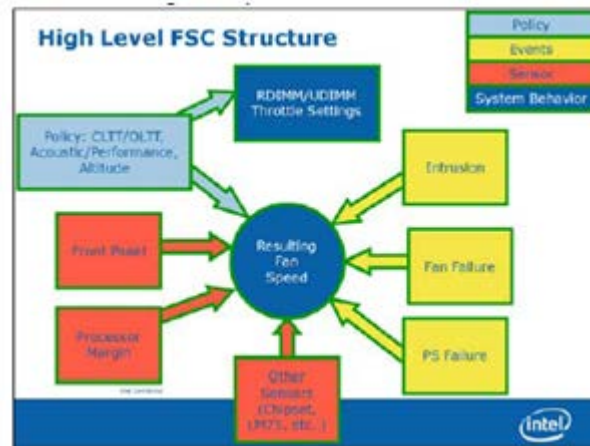 High Level FSC Structure
Policy
Events
Sensor
System Behavior
RDIMM/UDIMM
Throttle Settings
Policy: CLTT/OLTT,
Acoustic/Performance,
Altitude
Intrusion
Front Panel
Resulting
Fan
Speed
Fan Failure
Processor
Margin
PS Failure
Other
Sensors
(Chipset,
LM75, etc. )
intel